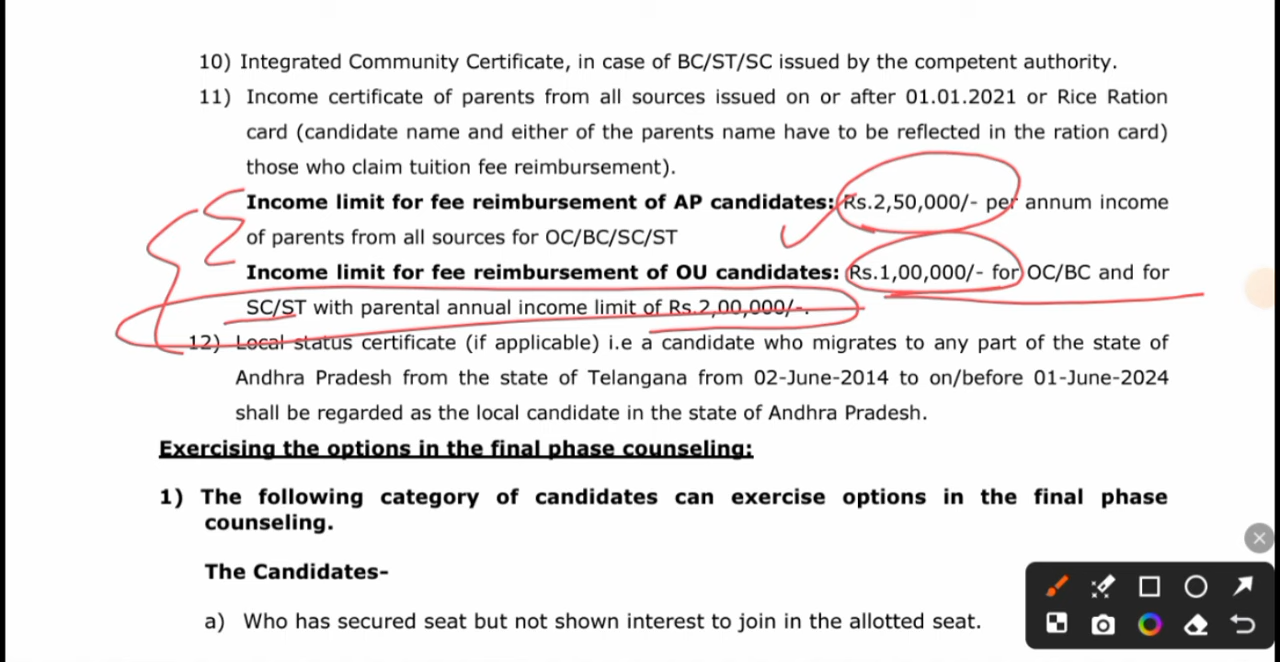 10) Integrated Community Certificate, in case of BC/ST/SC issued by the competent authority.
11) Income certificate of parents from all sources issued on or after 01.01.2021 or Rice Ration
card (candidate name and either of the parents name have to be reflected in the ration card)
those who claim tuition fee reimbursement).
Income limit for fee reimbursement of AP candidates: Rs.2,50,000/- per annum income
of parents from all sources for OC/BC/SC/ST
Income limit for fee reimbursement of OU candidates: Rs.1,00,000/- for OC/BC and for
SC/ST with parental annual income limit of Rs.2,00,000/-.
12) Local status certificate (if applicable) i.e a candidate who migrates to any part of the state of
Andhra Pradesh from the state of Telangana from 02-June-2014 to on/before 01-June-2024
shall be regarded as the local candidate in the state of Andhra Pradesh.
Exercising the options in the final phase counseling:
1) The following category of candidates can exercise options in the final phase
counseling.
The Candidates-
a) Who has secured seat but not shown interest to join in the allotted seat.